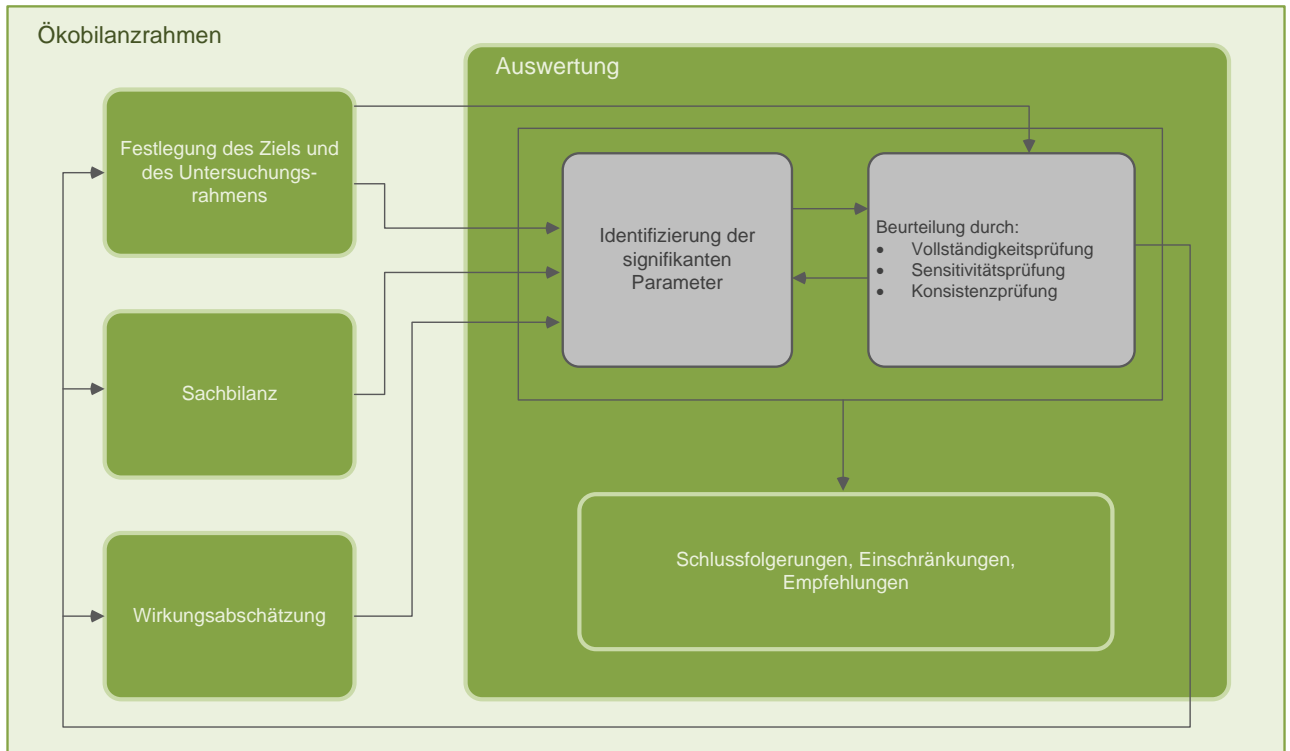 Ökobilanzrahmen
Auswertung
Festlegung des Ziels und
des Untersuchungs-
rahmens
Identifizierung der
signifikanten
Parameter
Beurteilung durch:
● Vollständigkeitsprüfung
● Sensitivitätsprüfung
● Konsistenzprüfung
Sachbilanz
Schlussfolgerungen, Einschränkungen,
Empfehlungen
Wirkungsabschätzung